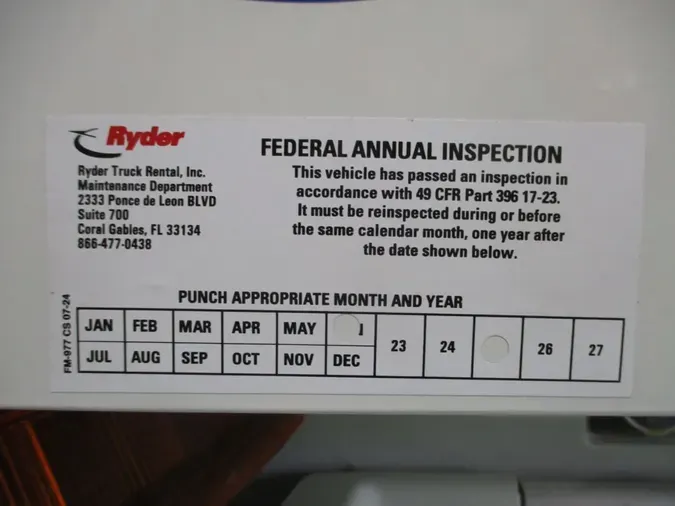 Ryder
Ryder Truck Rental, Inc.
Maintenance Department
2333 Ponce de Leon BLVD
Suite 700
Coral Gables, FL 33134
866-477-0438
FEDERAL ANNUAL INSPECTION
This vehicle has passed an inspection in
accordance with 49 CFR Part 396 17-23.
It must be reinspected during or before
the same calendar month, one year after
the date shown below.
PUNCH APPROPRIATE MONTH AND YEAR
JAN FEB MAR APR MAY
JUL AUG SEP OCT NOV DEC
23 24 26 27
FM-977 CS 07-24